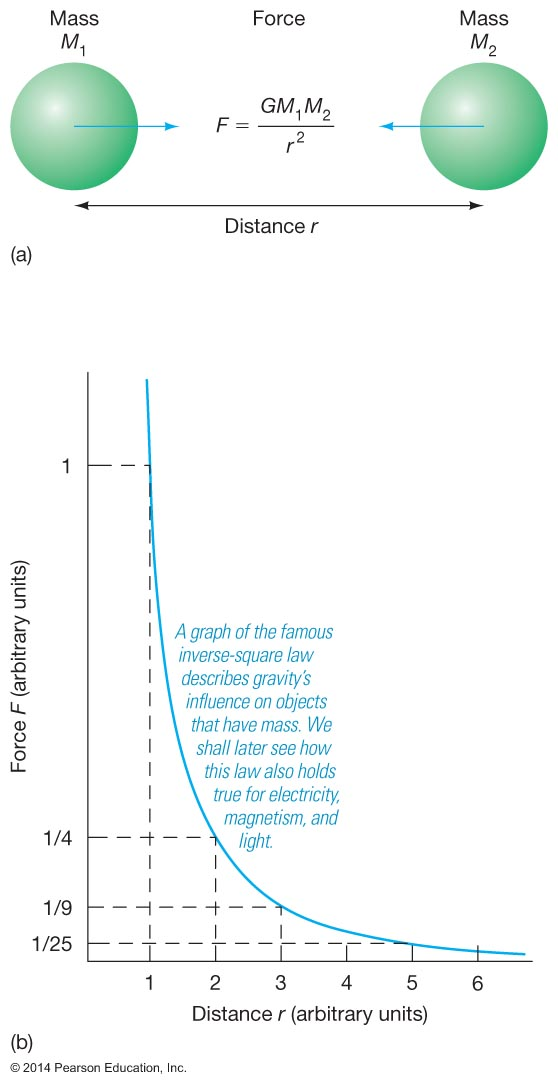 Mass
M₁
Force
Mass
M₂
F = GM₁M₂ / r²
Distance r
(a)
Force F (arbitrary units)
1
1/4
1/9
1/25
A graph of the famous
inverse-square law
describes gravity's
influence on objects
that have mass. We
shall later see how
this law also holds
true for electricity,
magnetism, and
light.
1 2 3 4 5 6
Distance r (arbitrary units)
(b)
© 2014 Pearson Education, Inc.